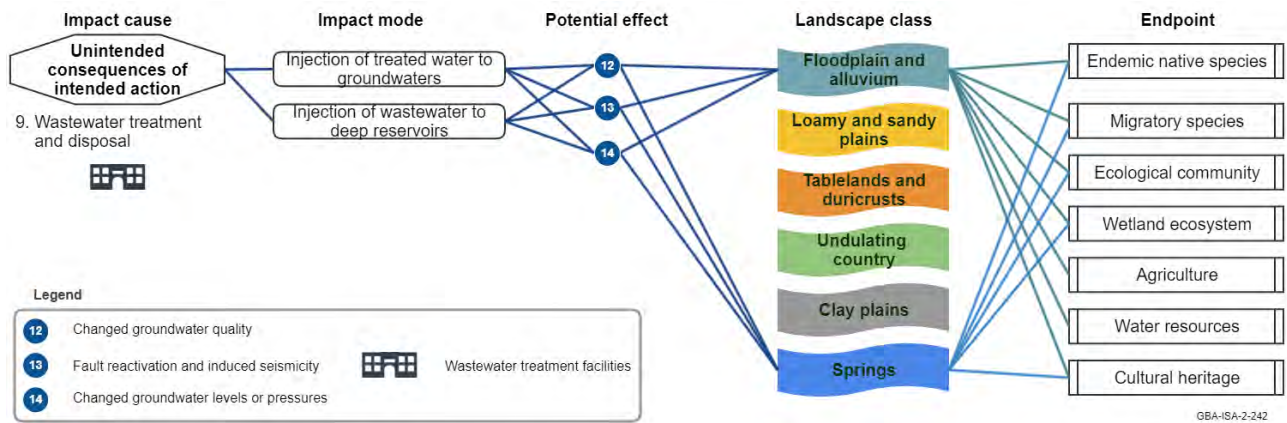 Impact cause
Impact mode
Potential effect
Landscape class
Endpoint
Unintended
consequences of
intended action
9. Wastewater treatment
and disposal
Injection of treated water to
groundwaters
Injection of wastewater to
deep reservoirs
12
13
14
Floodplain and
alluvium
Loamy and sandy
plains
Tablelands and
duricrusts
Undulating
country
Clay plains
Springs
Endemic native species
Migratory species
Ecological community
Wetland ecosystem
Agriculture
Water resources
Cultural heritage
Legend
12 Changed groundwater quality
13 Fault reactivation and induced seismicity
14 Changed groundwater levels or pressures
Wastewater treatment facilities
GBA-ISA-2-242